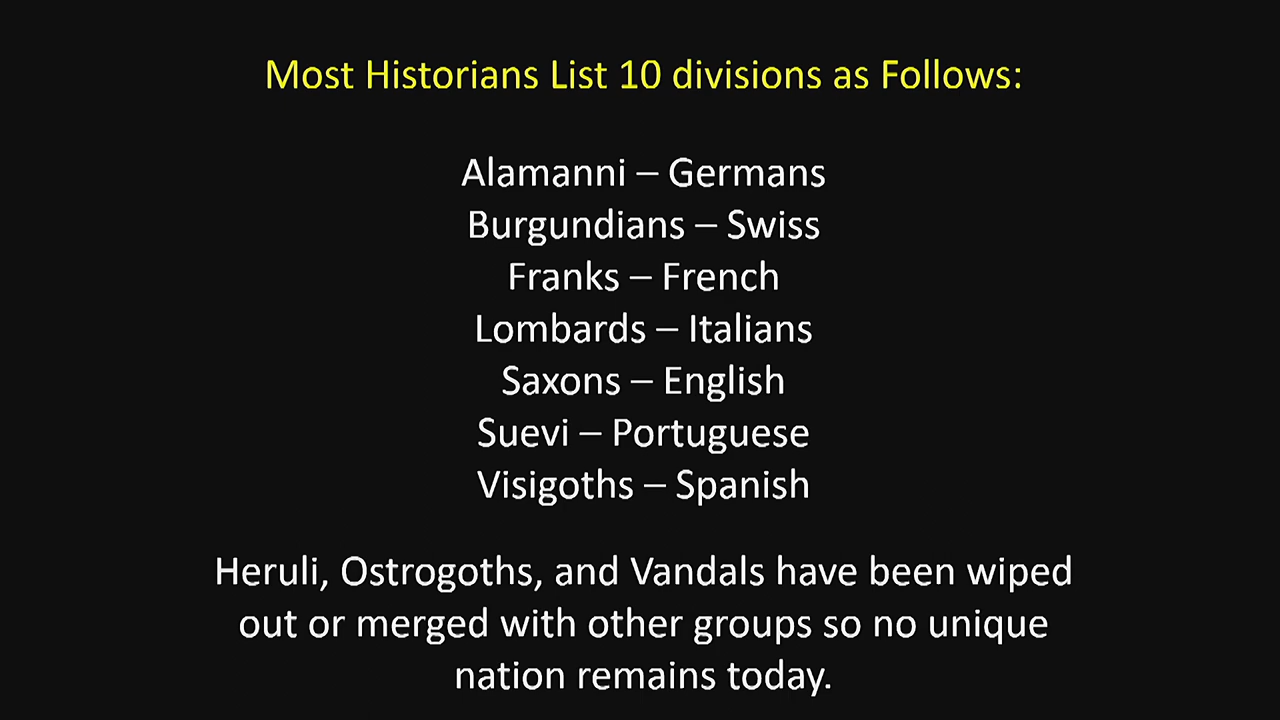 Most Historians List 10 divisions as Follows:
Alamanni – Germans
Burgundians – Swiss
Franks – French
Lombards – Italians
Saxons – English
Suevi – Portuguese
Visigoths – Spanish
Heruli, Ostrogoths, and Vandals have been wiped
out or merged with other groups so no unique
nation remains today.